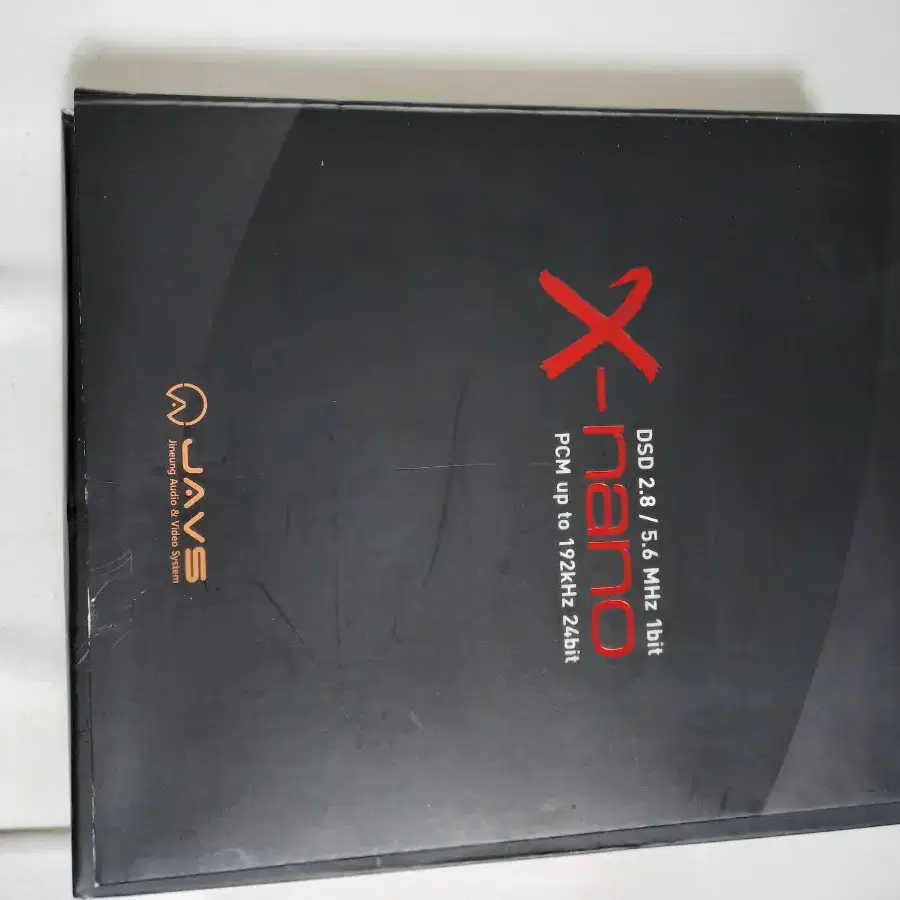 DSD 2.8 / 5.6 MHz 1bit
X-nano
PCM up to 192kHz 24bit
JAVS
Jineung Audio & Video System